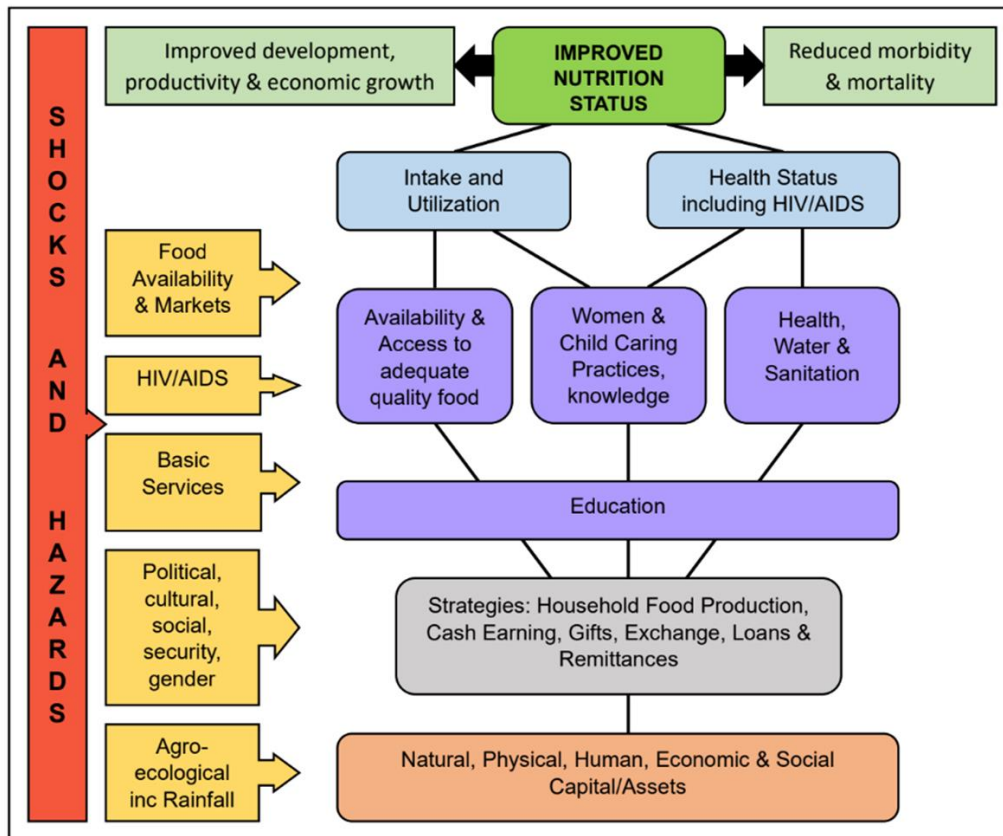 Improved development,
productivity & economic growth
IMPROVED
NUTRITION
STATUS
Reduced morbidity
& mortality
SHOCKS AND HAZARDS
Intake and
Utilization
Health Status
including HIV/AIDS
Food
Availability
& Markets
HIV/AIDS
Basic
Services
Political,
cultural,
social,
security,
gender
Agro-
ecological
inc Rainfall
Availability &
Access to
adequate
quality food
Women &
Child Caring
Practices,
knowledge
Health,
Water &
Sanitation
Education
Strategies: Household Food Production,
Cash Earning, Gifts, Exchange, Loans &
Remittances
Natural, Physical, Human, Economic & Social
Capital/Assets